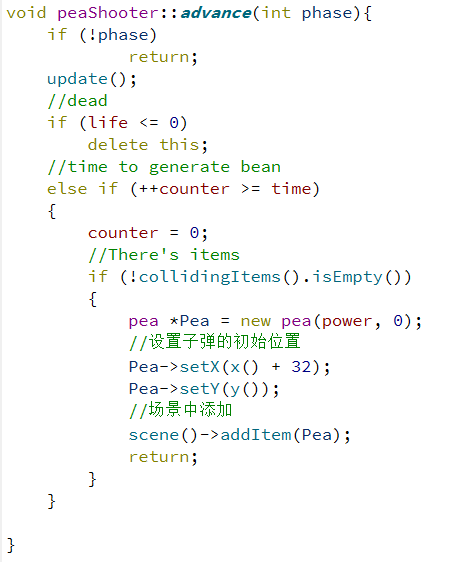 void peaShooter::advance(int phase){
    if (!phase)
            return;
    update();
    //dead
    if (life <= 0)
        delete this;
    //time to generate bean
    else if (++counter >= time)
    {
        counter = 0;
        //There's items
        if (!collidingItems().isEmpty())
        {
            pea *Pea = new pea(power, 0);
            //设置子弹的初始位置
            Pea->setX(x() + 32);
            Pea->setY(y());
            //场景中添加
            scene()->addItem(Pea);
            return;
        }
    }
}